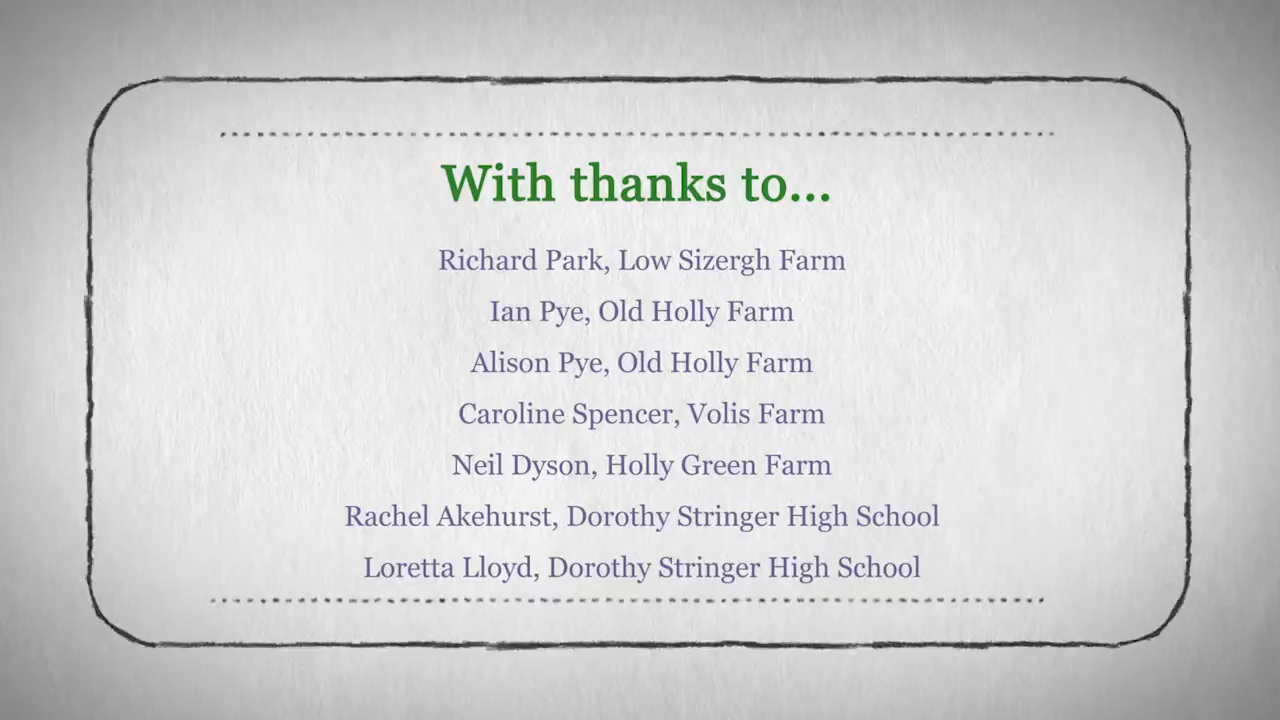 With thanks to...
Richard Park, Low Sizergh Farm
Ian Pye, Old Holly Farm
Alison Pye, Old Holly Farm
Caroline Spencer, Volis Farm
Neil Dyson, Holly Green Farm
Rachel Akehurst, Dorothy Stringer High School
Loretta Lloyd, Dorothy Stringer High School